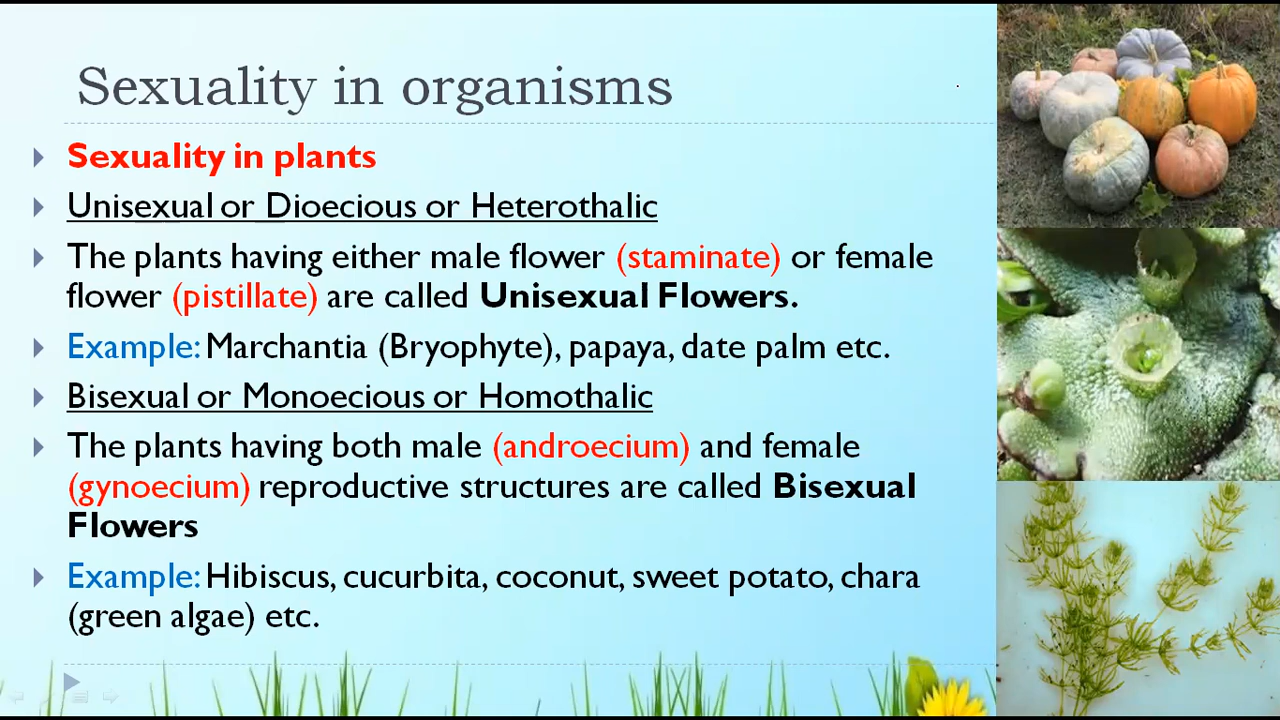 Sexuality in organisms
Sexuality in plants
Unisexual or Dioecious or Heterothalic
The plants having either male flower (staminate) or female
flower (pistillate) are called Unisexual Flowers.
Example: Marchantia (Bryophyte), papaya, date palm etc.
Bisexual or Monoecious or Homothalic
The plants having both male (androecium) and female
(gynoecium) reproductive structures are called Bisexual
Flowers
Example: Hibiscus, cucurbita, coconut, sweet potato, chara
(green algae) etc.